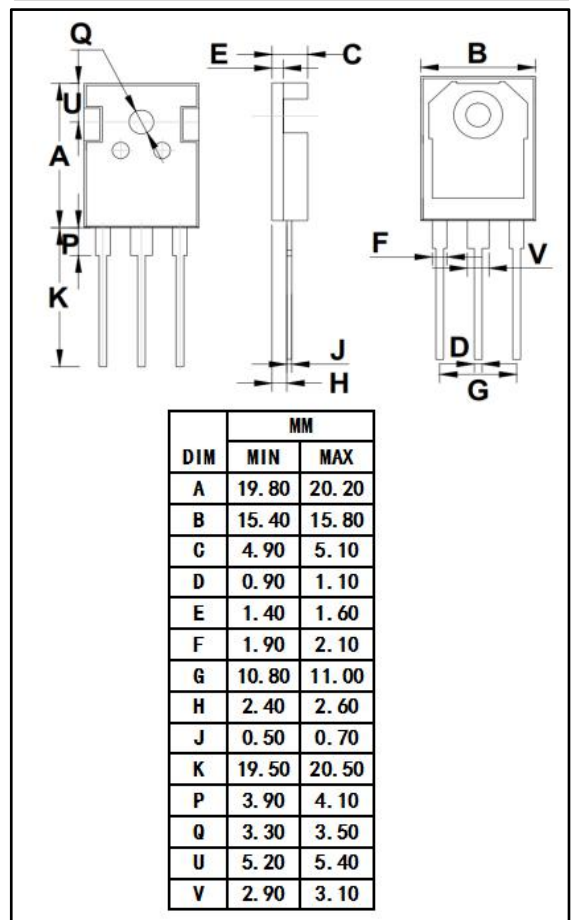 Q
E
C
B
U
A
P
K
F
V
J
H
D
G
MM
DIM MIN MAX
A 19.80 20.20
B 15.40 15.80
C 4.90 5.10
D 0.90 1.10
E 1.40 1.60
F 1.90 2.10
G 10.80 11.00
H 2.40 2.60
J 0.50 0.70
K 19.50 20.50
P 3.90 4.10
Q 3.30 3.50
U 5.20 5.40
V 2.90 3.10